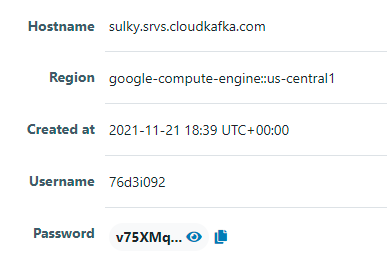 Hostname sulky.srvs.cloudkafka.com
Region google-compute-engine::us-central1
Created at 2021-11-21 18:39 UTC+00:00
Username 76d3i092
Password v75XMq...